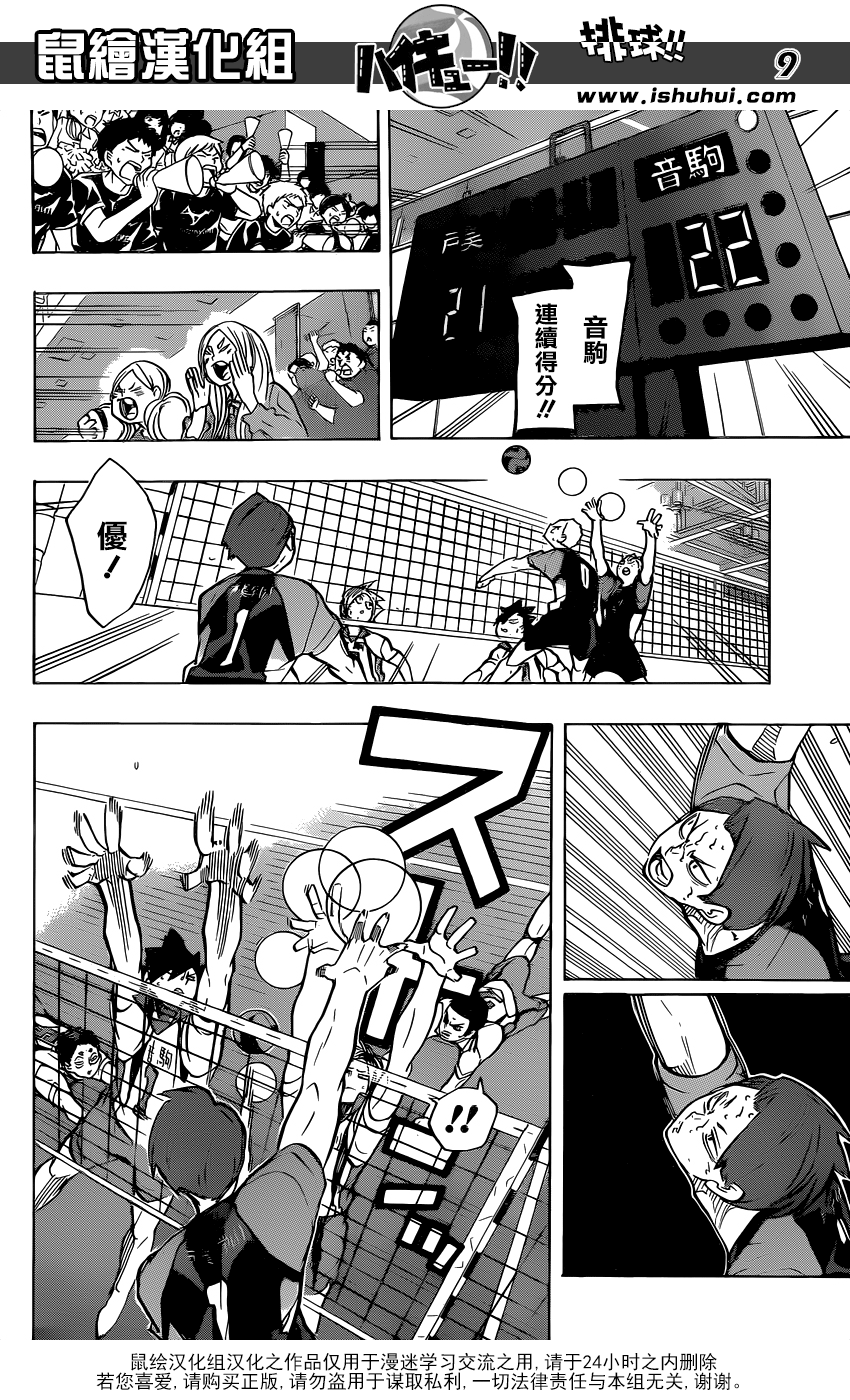 鼠繪漢化組
ハイキュー!!
排球!!
9
www.ishuhui.com
音駒
戸美
22
21
音駒
連續得分!!
優！
1
音駒
!!
鼠绘汉化组汉化之作品仅用于漫迷学习交流之用,请于24小时之内删除
若您喜爱,请购买正版,请勿盗用于谋取私利,一切法律责任与本组无关,谢谢。